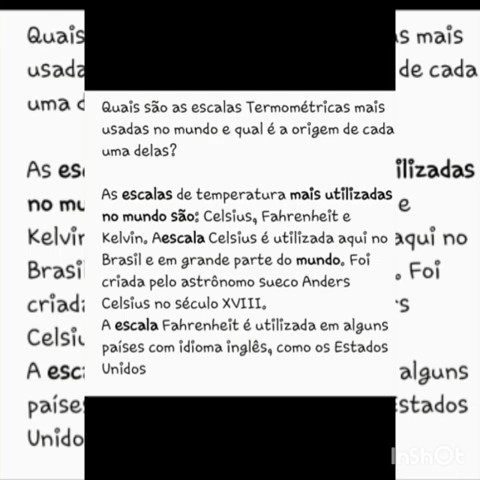 Quais são as escalas Termométricas mais
usadas no mundo e qual é a origem de cada
uma delas?
As escalas de temperatura mais utilizadas
no mundo são: Celsius, Fahrenheit e
Kelvin. Aescala Celsius é utilizada aqui no
Brasil e em grande parte do mundo. Foi
criada pelo astrônomo sueco Anders
Celsius no século XVIII.
A escala Fahrenheit é utilizada em alguns
países com idioma inglês, como os Estados
Unidos
InShOt